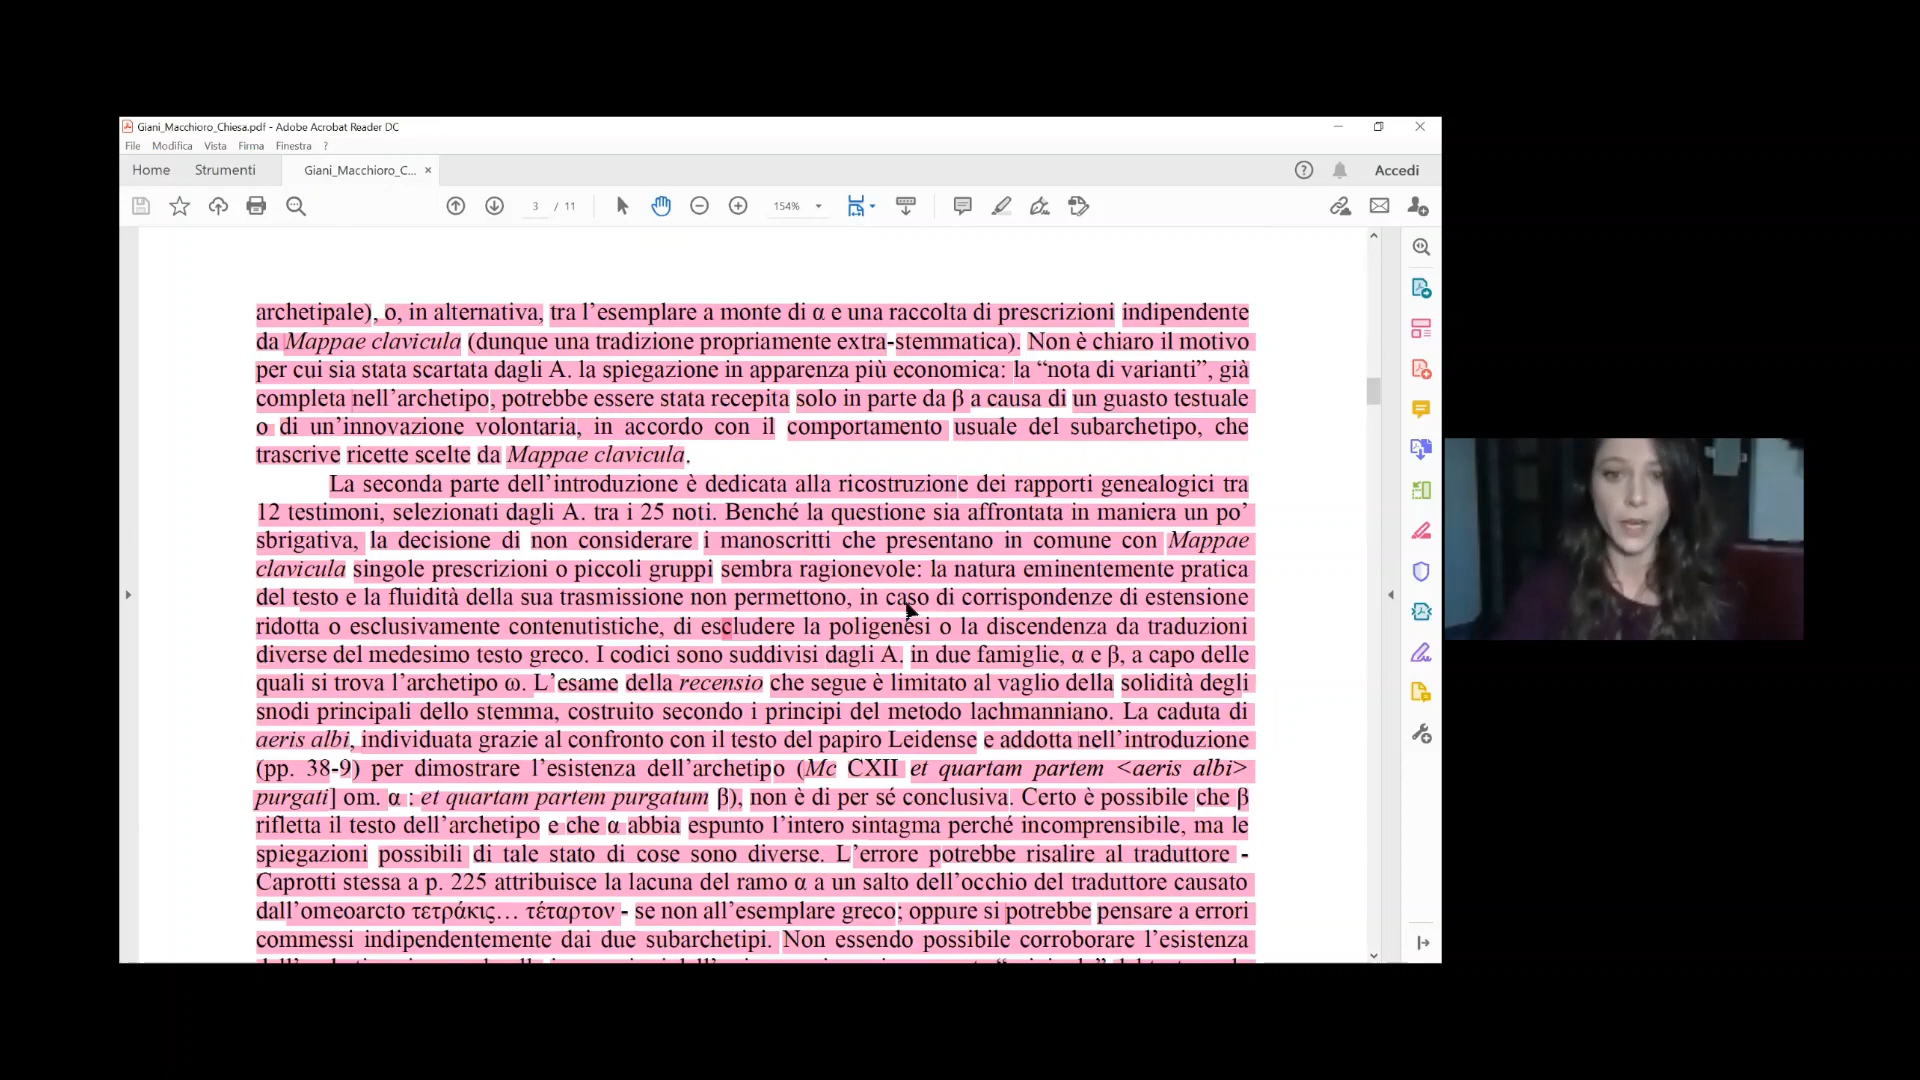 Giani_Macchioro_Chiesa.pdf - Adobe Acrobat Reader DC
File Modifica Vista Firma Finestra ?
Home Strumenti Giani_Macchioro_C... × Accedi
3 / 11 154%
archetipale), o, in alternativa, tra l’esemplare a monte di α e una raccolta di prescrizioni indipendente
da Mappae clavicula (dunque una tradizione propriamente extra-stemmatica). Non è chiaro il motivo
per cui sia stata scartata dagli A. la spiegazione in apparenza più economica: la “nota di varianti”, già
completa nell’archetipo, potrebbe essere stata recepita solo in parte da β a causa di un guasto testuale
o di un’innovazione volontaria, in accordo con il comportamento usuale del subarchetipo, che
trascrive ricette scelte da Mappae clavicula.
La seconda parte dell’introduzione è dedicata alla ricostruzione dei rapporti genealogici tra
12 testimoni, selezionati dagli A. tra i 25 noti. Benché la questione sia affrontata in maniera un po’
sbrigativa, la decisione di non considerare i manoscritti che presentano in comune con Mappae
clavicula singole prescrizioni o piccoli gruppi sembra ragionevole: la natura eminentemente pratica
del testo e la fluidità della sua trasmissione non permettono, in caso di corrispondenze di estensione
ridotta o esclusivamente contenutistiche, di escludere la poligenesi o la discendenza da traduzioni
diverse del medesimo testo greco. I codici sono suddivisi dagli A. in due famiglie, α e β, a capo delle
quali si trova l’archetipo ω. L’esame della recensio che segue è limitato al vaglio della solidità degli
snodi principali dello stemma, costruito secondo i principi del metodo lachmanniano. La caduta di
aeris albi, individuata grazie al confronto con il testo del papiro Leidense e addotta nell’introduzione
(pp. 38-9) per dimostrare l’esistenza dell’archetipo (Mc CXII et quartam partem <aeris albi>
purgati] om. α : et quartam partem purgatum β), non è di per sé conclusiva. Certo è possibile che β
rifletta il testo dell’archetipo e che α abbia espunto l’intero sintagma perché incomprensibile, ma le
spiegazioni possibili di tale stato di cose sono diverse. L’errore potrebbe risalire al traduttore -
Caprotti stessa a p. 225 attribuisce la lacuna del ramo α a un salto dell’occhio del traduttore causato
dall’omeoarcto τετράκις… τέταρτον - se non all’esemplare greco; oppure si potrebbe pensare a errori
commessi indipendentemente dai due subarchetipi. Non essendo possibile corroborare l’esistenza